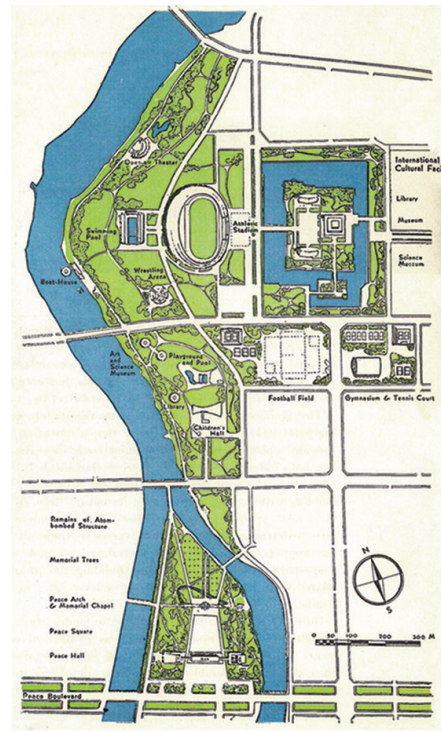 Open-air Theater
International
Cultural Faci
Library
Museum
Science
Museum
Athletic
Stadium
Swimming
Pool
Wrestling
Arena
Boat-House
Art
and
Science
Museum
Playground
and Pool
Library
Children's
Hall
Football Field
Gymnasium & Tennis Court
Remains of Atom-
bombed Structure
Memorial Trees
Peace Arch
& Memorial Chapel
Peace Square
Peace Hall
Peace Boulevard
N
S
0 50 100 200 300 M